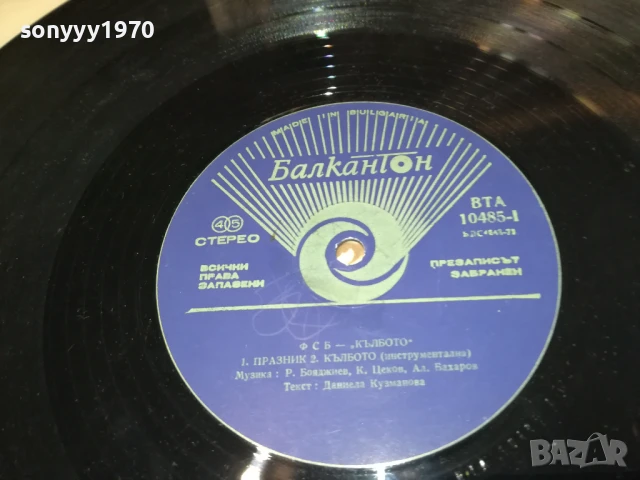 sonyyy1970
MADE IN BULGARIA
Балкантон
ВТА
10485-I
45
СТЕРЕО
ВСИЧКИ
ПРАВА
ЗАПАЗЕНИ
ПРЕЗАПИСЪТ
ЗАБРАНЕН
ФСБ — „КЪЛБОТО"
1. ПРАЗНИК 2. КЪЛБОТО (инструментална)
Музика : Р. Бояджиев, К. Цеков, Ал. Бахаров
Текст : Даниела Кузманова
BAZAR